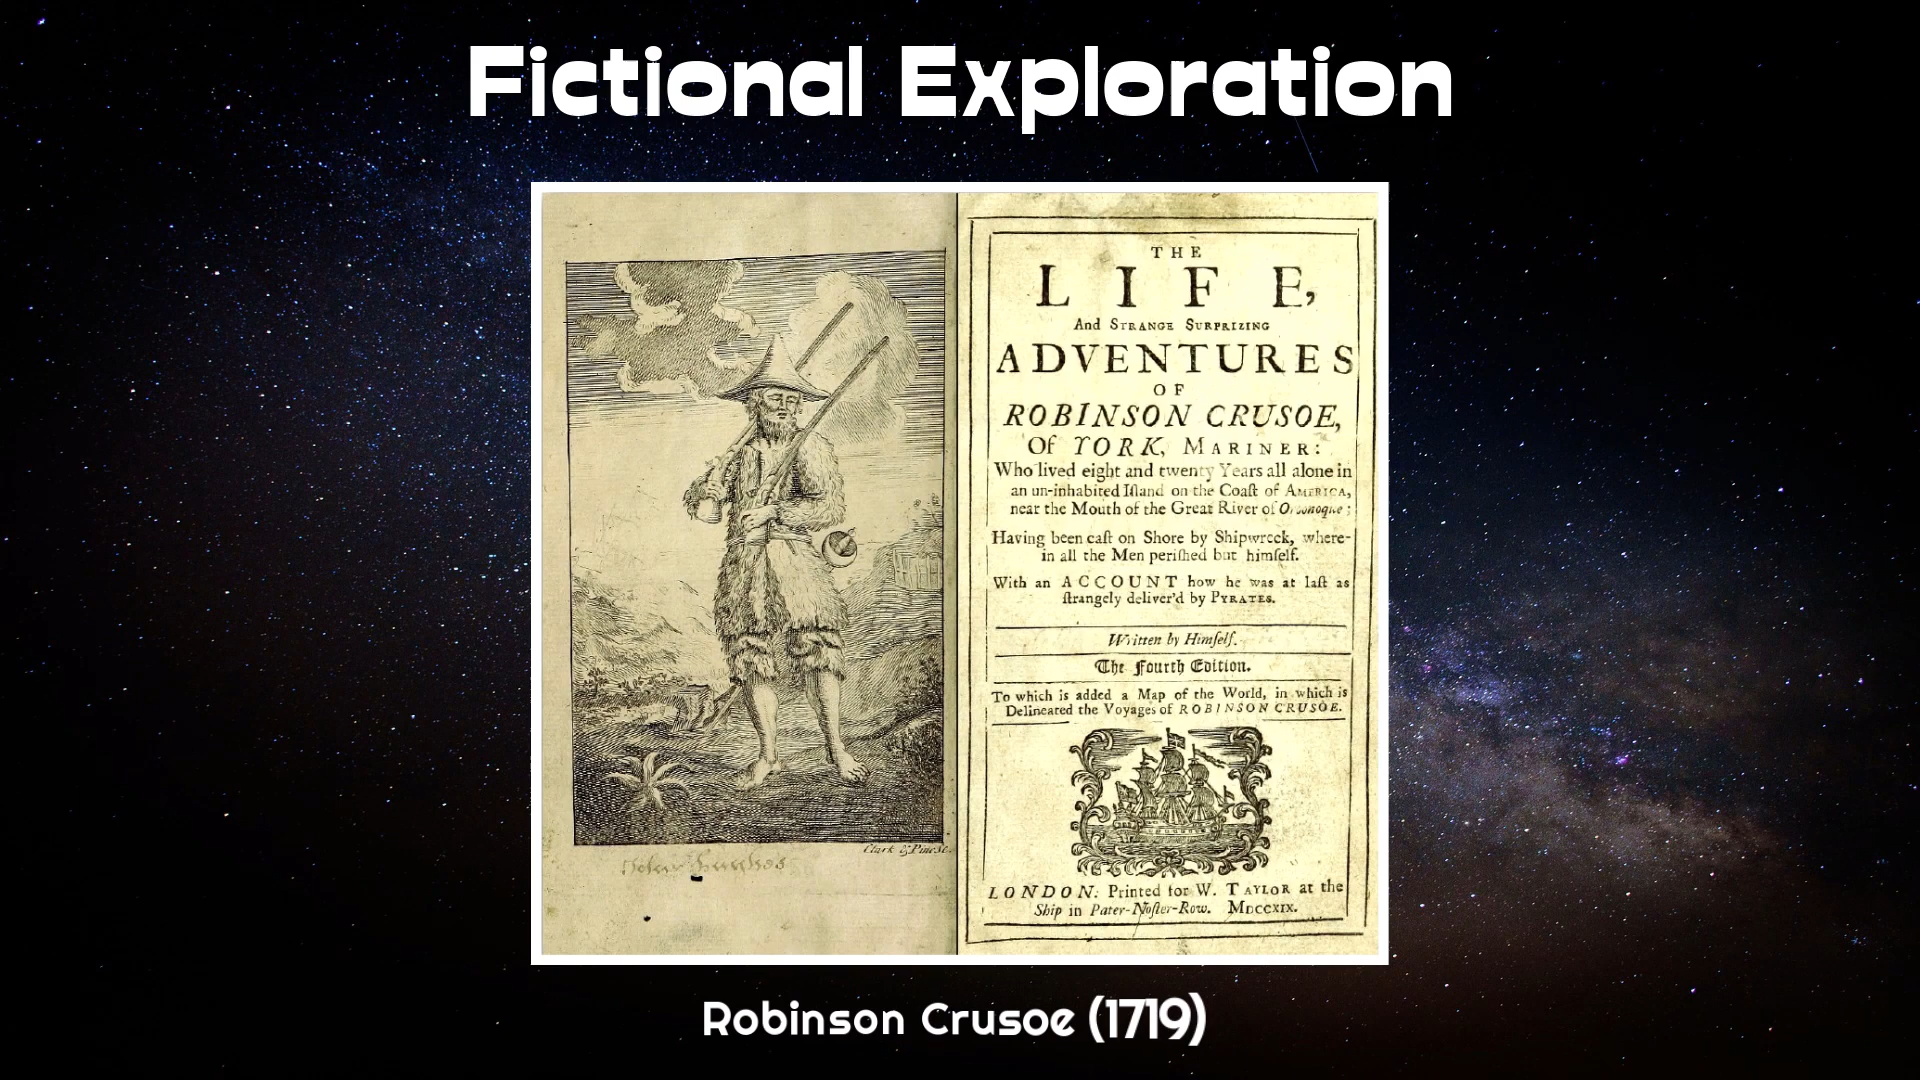 Fictional Exploration
THE
LIFE,
And STRANGE SURPRIZING
ADVENTURES
OF
ROBINSON CRUSOE,
Of YORK, MARINER:
Who lived eight and twenty Years all alone in
an un-inhabited Iſland on the Coaſt of AMERICA,
near the Mouth of the Great River of
Having been caſt on Shore by Shipwreck, where-
in all the Men periſhed but himſelf.
With an ACCOUNT how he was at laſt as
ſtrangely deliver'd by PYRATES.
Written by Himſelf.
The Fourth Edition.
To which is added a Map of the World, in which is
Delineated the Voyages of ROBINSON CRUSOE.
LONDON: Printed for W. TAYLOR at the
Ship in Pater-Noſter-Row. MDCCXIX.
Clark & Pine Sc.
Robinson Crusoe (1719)